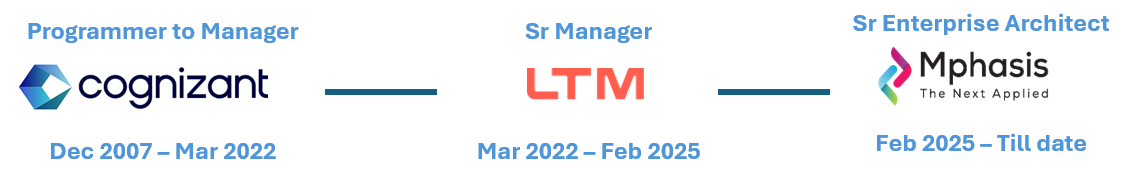 Programmer to Manager
cognizant
Dec 2007 – Mar 2022
Sr Manager
LTM
Mar 2022 – Feb 2025
Sr Enterprise Architect
Mphasis
The Next Applied
Feb 2025 – Till date